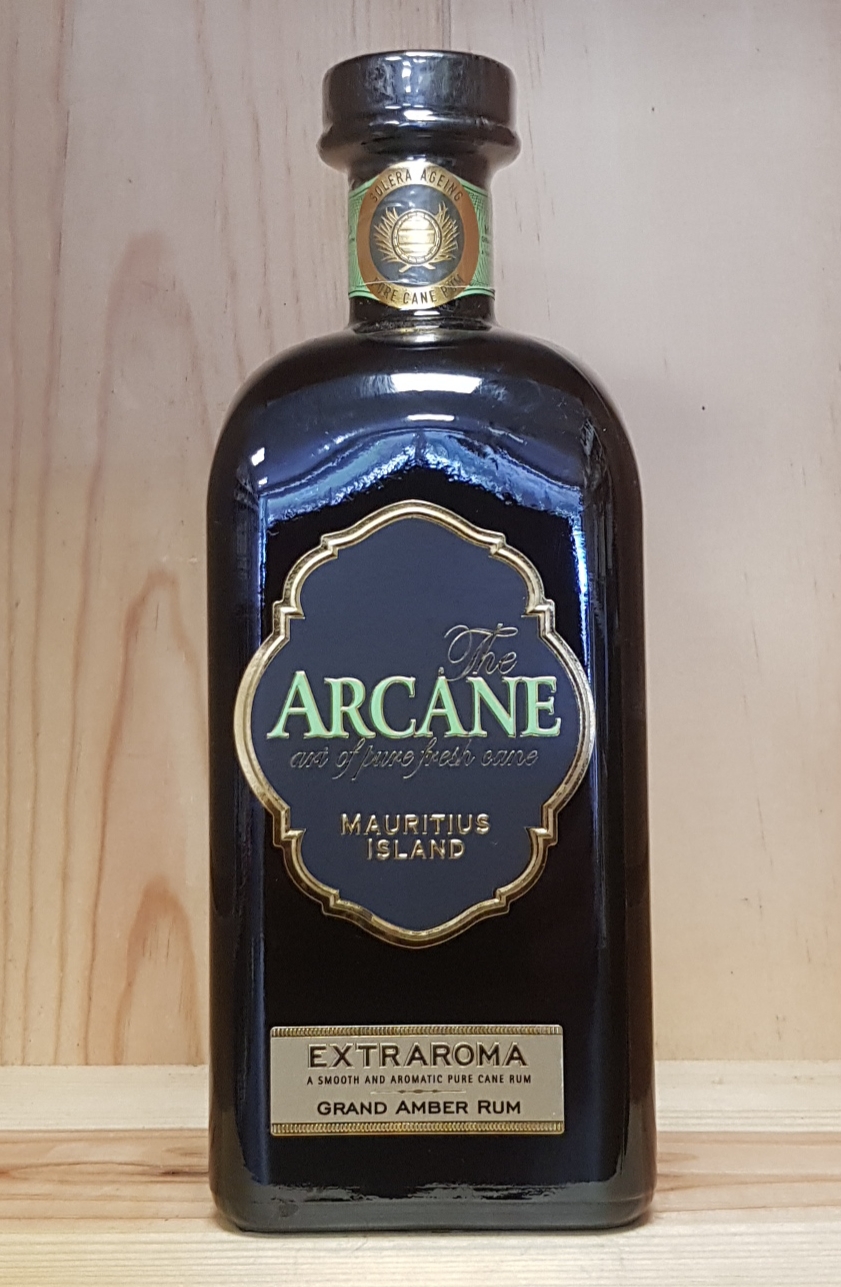 SOLERA AGEING
PURE CANE RUM
The
ARCANE
art of pure fresh cane
MAURITIUS
ISLAND
EXTRAROMA
A SMOOTH AND AROMATIC PURE CANE RUM
GRAND AMBER RUM